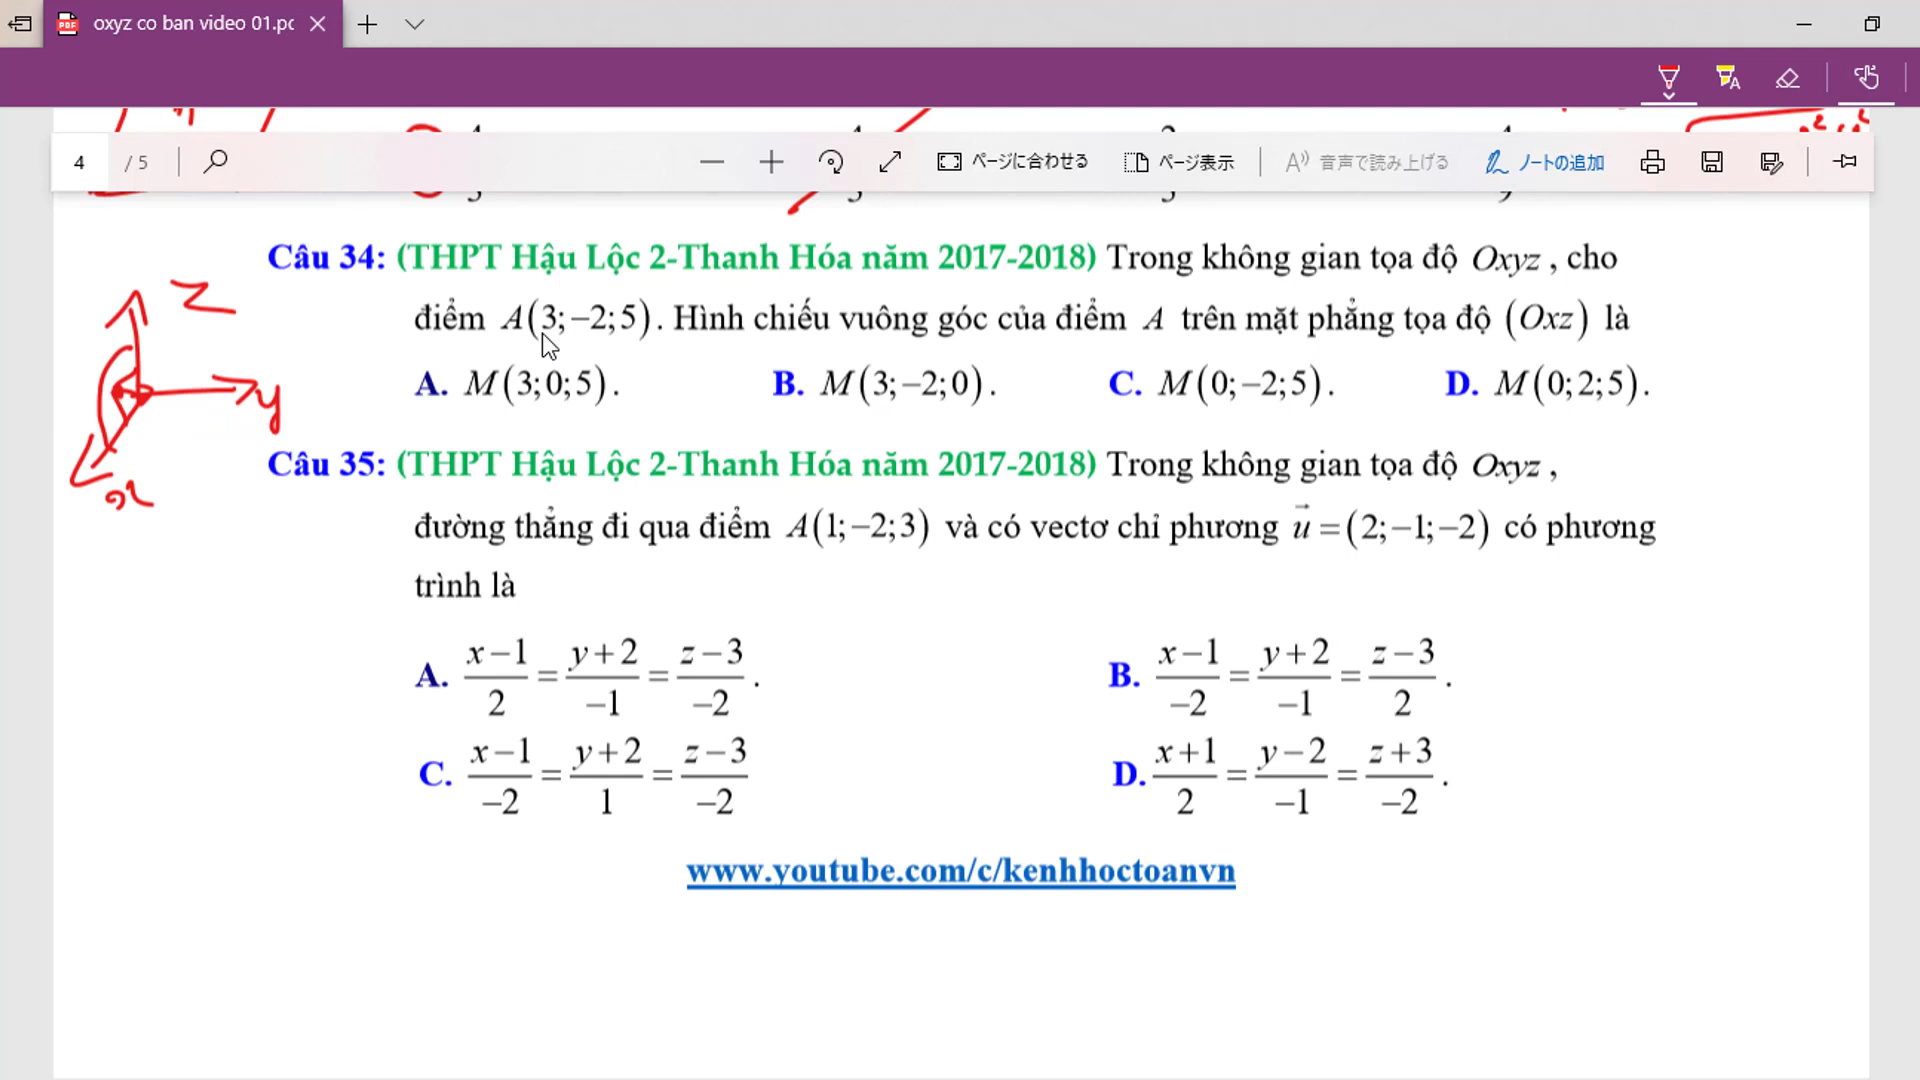 oxyz co ban video 01.pc
4 / 5
ページに合わせる
ページ表示
音声で読み上げる
ノートの追加
Câu 34: (THPT Hậu Lộc 2-Thanh Hóa năm 2017-2018) Trong không gian tọa độ Oxyz , cho
điểm A(3;−2;5). Hình chiếu vuông góc của điểm A trên mặt phẳng tọa độ (Oxz) là
A. M(3;0;5). B. M(3;−2;0). C. M(0;−2;5). D. M(0;2;5).
Câu 35: (THPT Hậu Lộc 2-Thanh Hóa năm 2017-2018) Trong không gian tọa độ Oxyz ,
đường thẳng đi qua điểm A(1;−2;3) và có vectơ chỉ phương u⃗ =(2;−1;−2) có phương
trình là
A. (x−1)/2 = (y+2)/−1 = (z−3)/−2 . B. (x−1)/−2 = (y+2)/−1 = (z−3)/2 .
C. (x−1)/−2 = (y+2)/1 = (z−3)/−2 D. (x+1)/2 = (y−2)/−1 = (z+3)/−2 .
www.youtube.com/c/kenhhoctoanvn
z
y
x